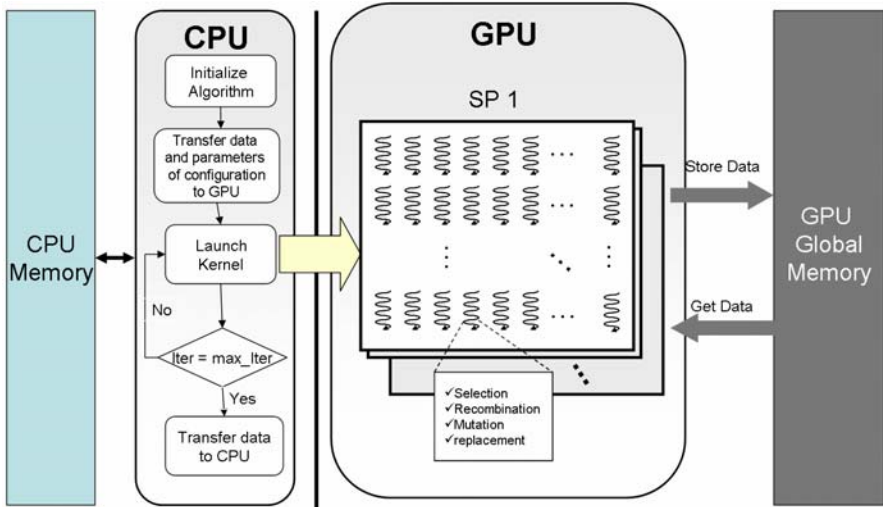 CPU
Memory
CPU
Initialize
Algorithm
Transfer data
and parameters
of configuration
to GPU
Launch
Kernel
No
Iter = max_Iter
Yes
Transfer data
to CPU
GPU
SP 1
...
...
...
✓Selection
✓Recombination
✓Mutation
✓replacement
Store Data
Get Data
GPU
Global
Memory